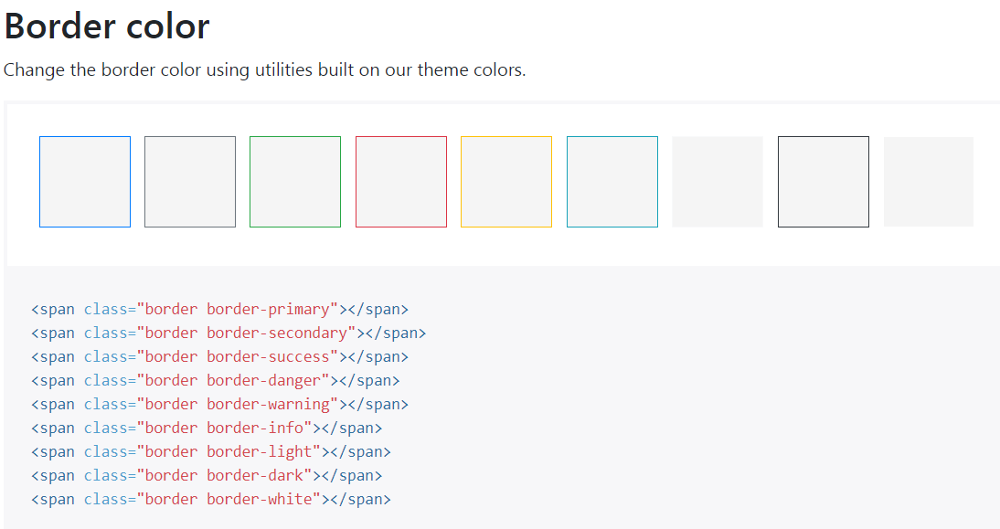 Border color
Change the border color using utilities built on our theme colors.
<span class="border border-primary"></span>
<span class="border border-secondary"></span>
<span class="border border-success"></span>
<span class="border border-danger"></span>
<span class="border border-warning"></span>
<span class="border border-info"></span>
<span class="border border-light"></span>
<span class="border border-dark"></span>
<span class="border border-white"></span>